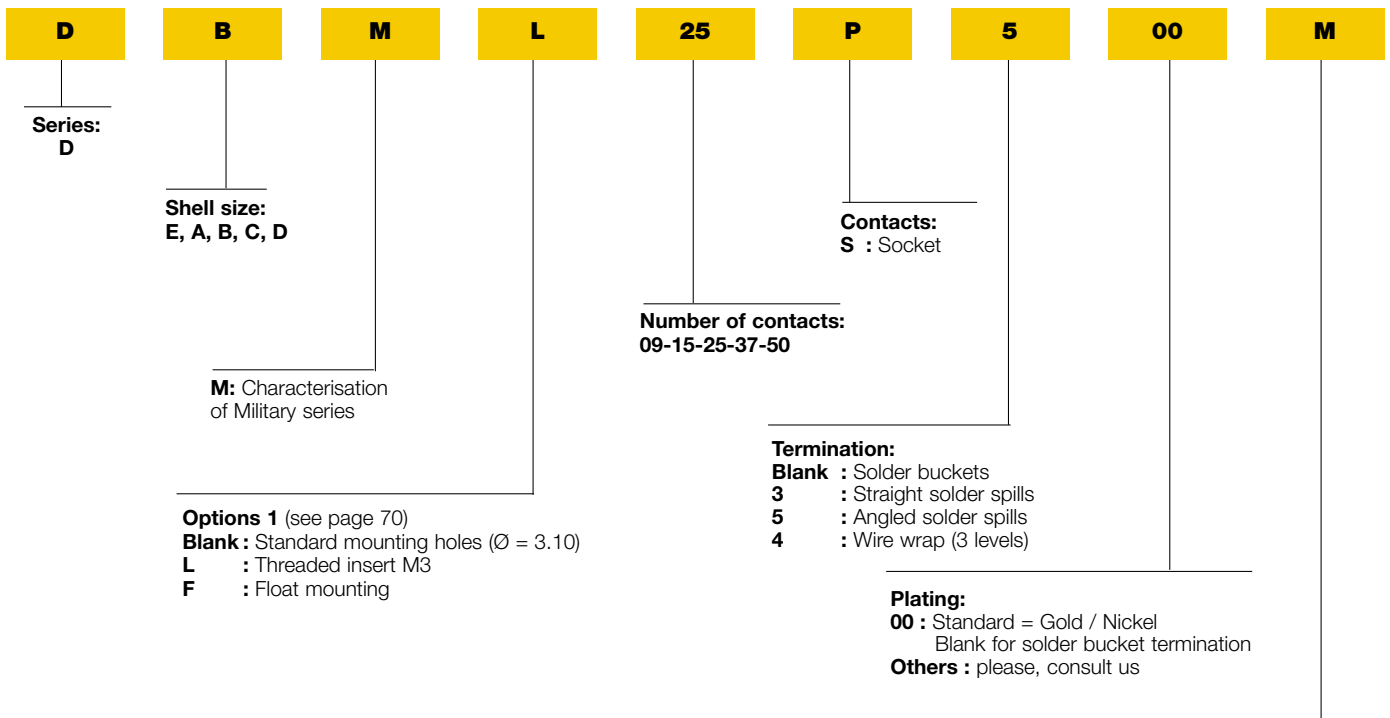 D B M L 25 P 5 00 M
Series:
D
Shell size:
E, A, B, C, D
Contacts:
S : Socket
Number of contacts:
09-15-25-37-50
M: Characterisation
of Military series
Termination:
Blank : Solder buckets
3 : Straight solder spills
5 : Angled solder spills
4 : Wire wrap (3 levels)
Options 1 (see page 70)
Blank : Standard mounting holes (Ø = 3.10)
L : Threaded insert M3
F : Float mounting
Plating:
00 : Standard = Gold / Nickel
Blank for solder bucket termination
Others : please, consult us